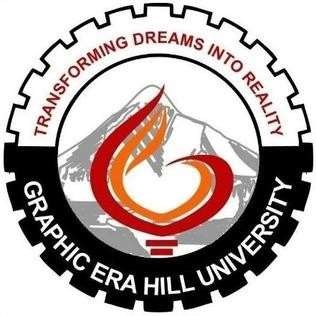 TRANSFORMING DREAMS INTO REALITY
GRAPHIC ERA HILL UNIVERSITY